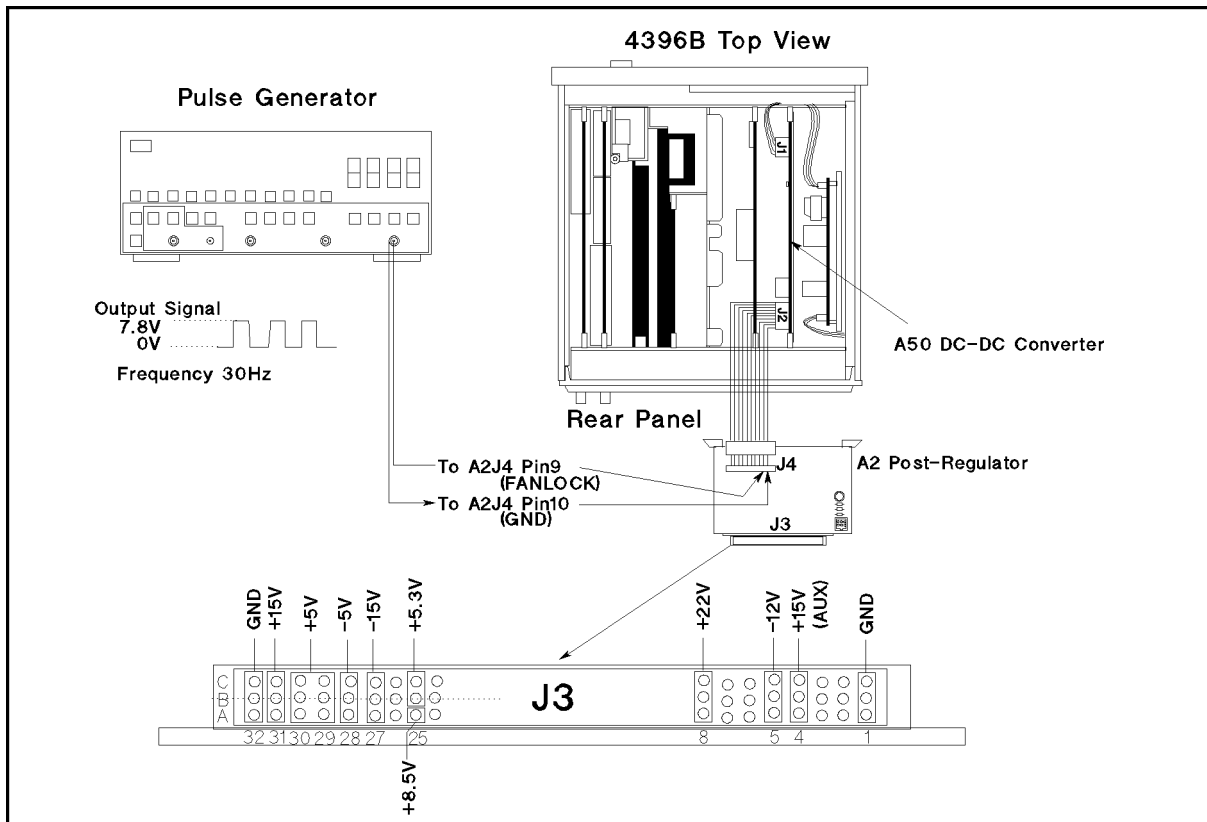 4396B Top View
Pulse Generator
J1
J2
Output Signal
7.8V
0V
Frequency 30Hz
A50 DC-DC Converter
Rear Panel
To A2J4 Pin9
(FANLOCK)
J4
A2 Post-Regulator
To A2J4 Pin10
(GND)
J3
GND
+15V
+5V
-5V
-15V
+5.3V
+22V
-12V
+15V
(AUX)
GND
C
B
A
J3
32 31 30 29 28 27 25 8 5 4 1
+8.5V